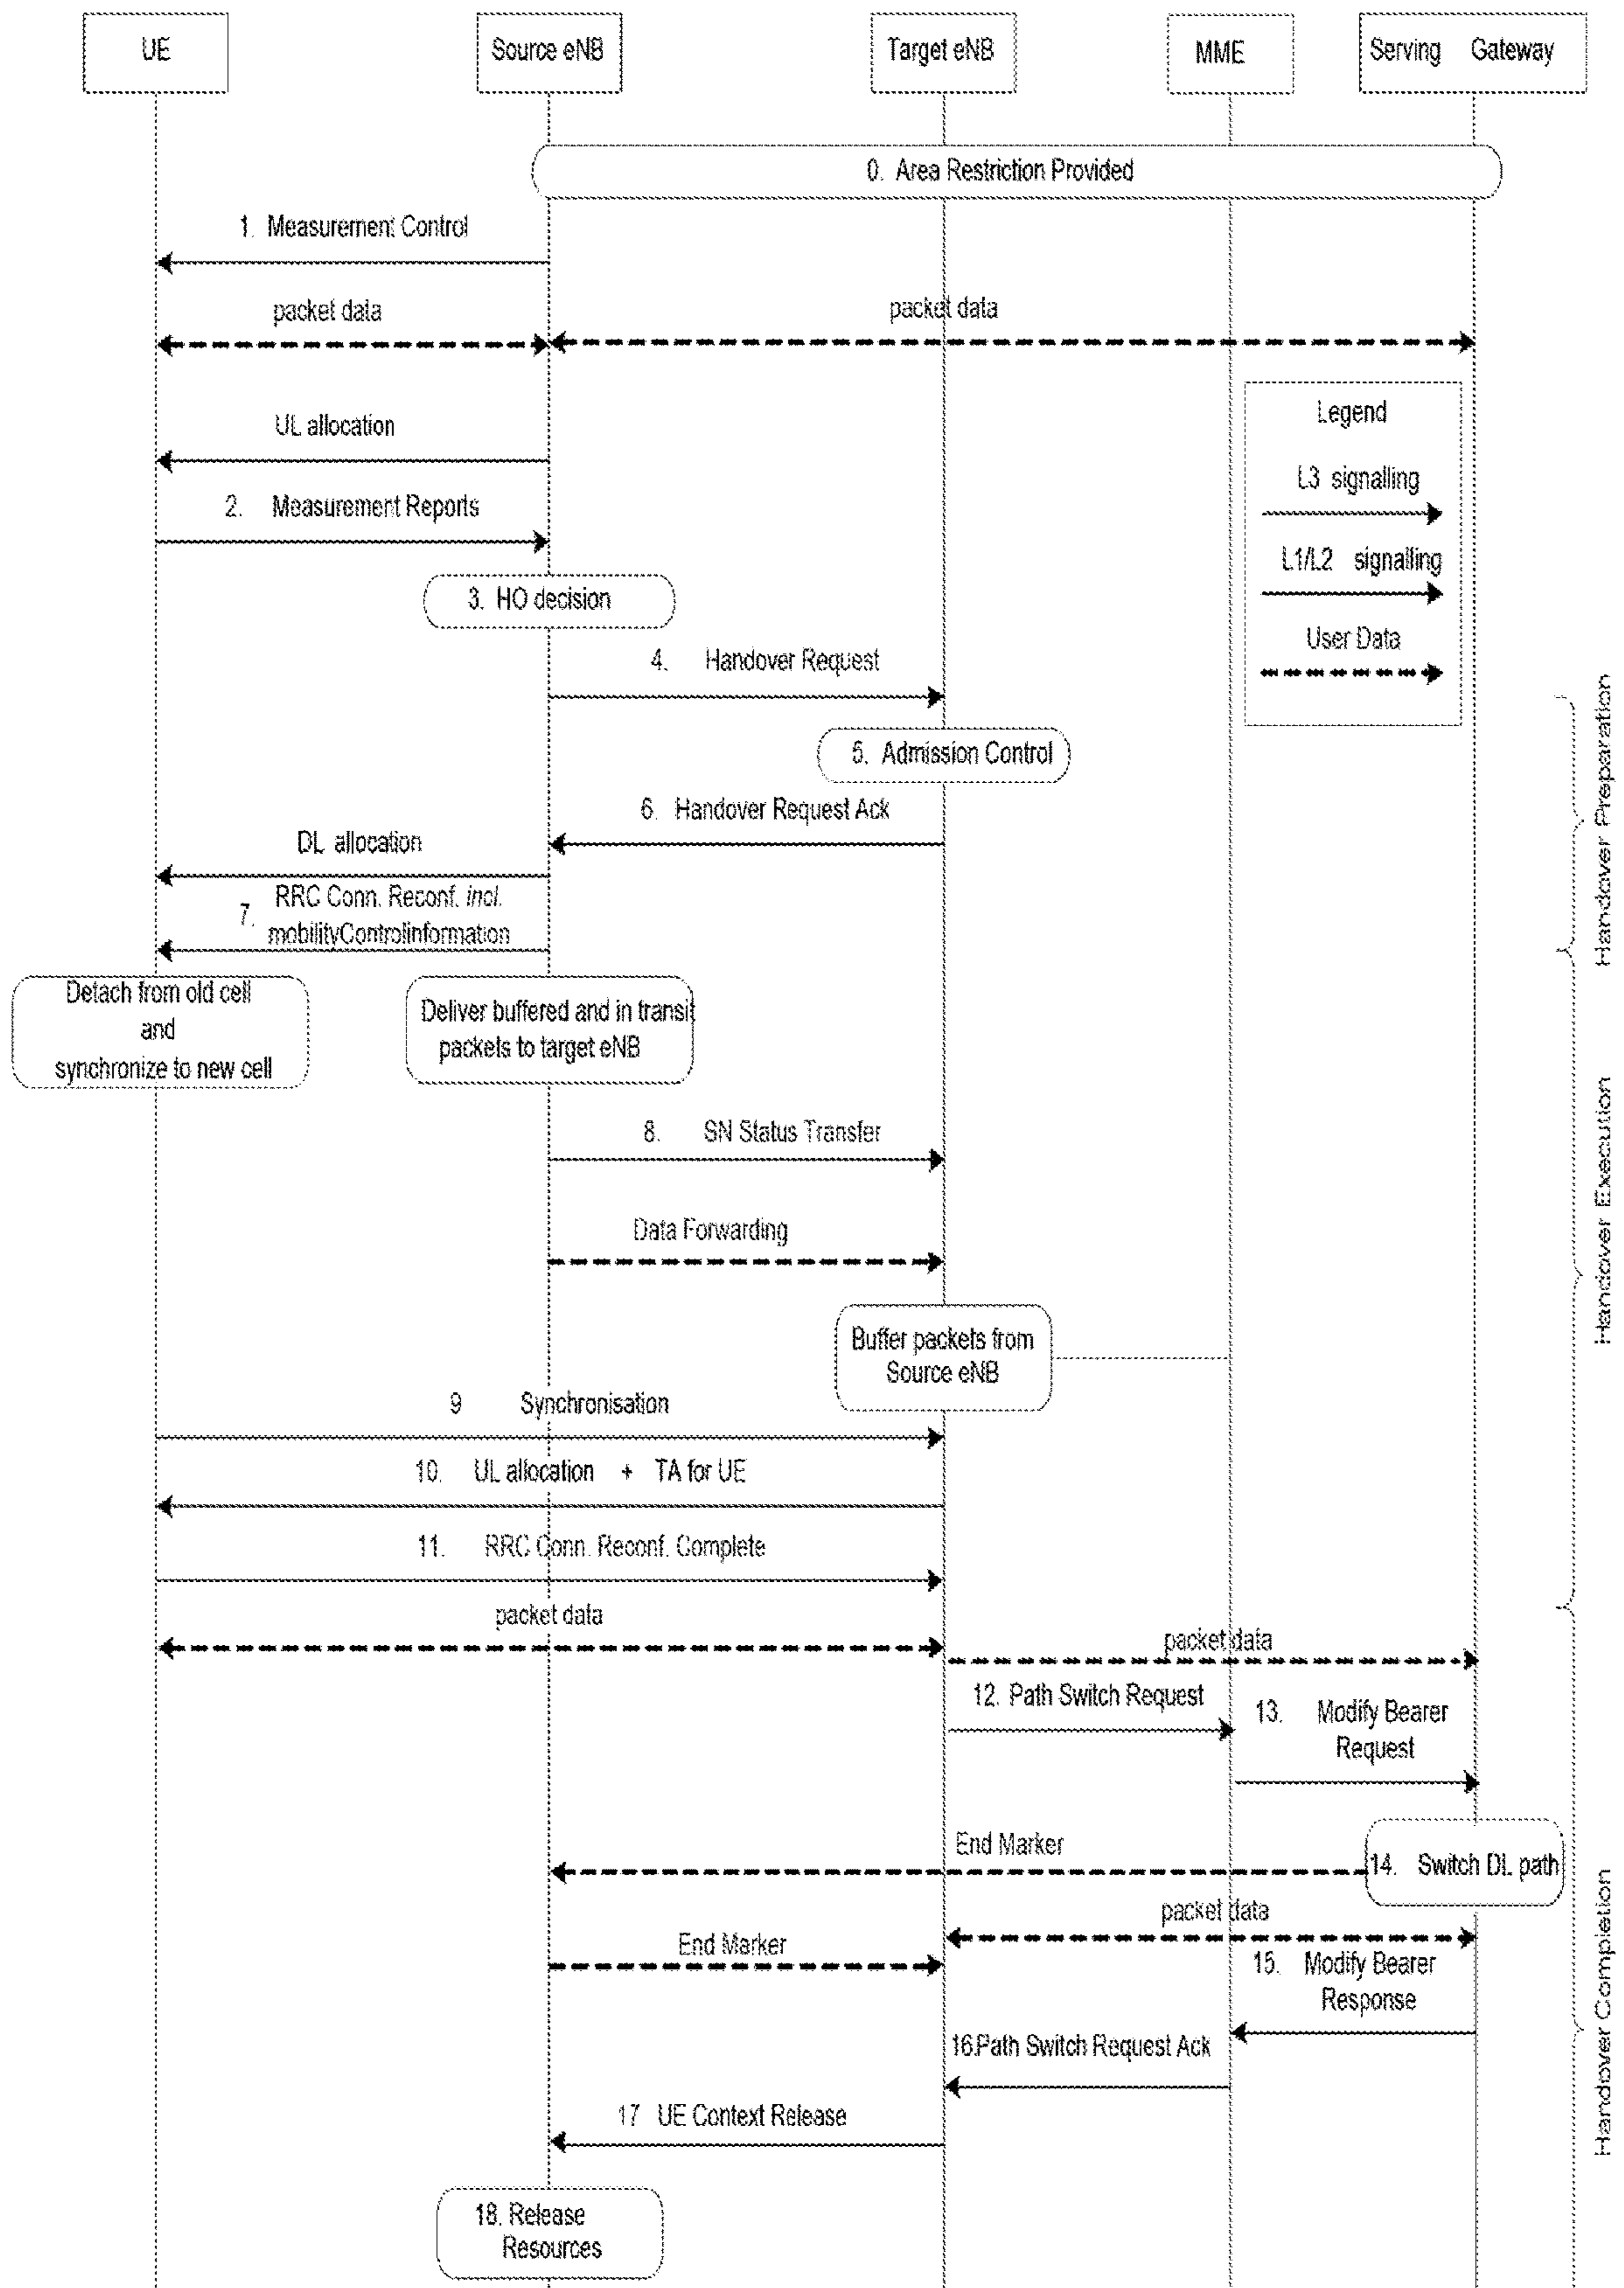 UE
Source eNB
Target eNB
MME
Serving Gateway
0. Area Restriction Provided
1. Measurement Control
packet data
packet data
UL allocation
Legend
L3 signalling
L1/L2 signalling
User Data
2. Measurement Reports
3. HO decision
4. Handover Request
5. Admission Control
6. Handover Request Ack
DL allocation
7. RRC Conn. Reconf. incl.
mobilityControlinformation
Handover Preparation
Detach from old cell
and
synchronize to new cell
Deliver buffered and in transit
packets to target eNB
8. SN Status Transfer
Data Forwarding
Buffer packets from
Source eNB
9 Synchronisation
10. UL allocation + TA for UE
11. RRC Conn. Reconf. Complete
Handover Execution
packet data
packet data
12. Path Switch Request
13. Modify Bearer
Request
End Marker
14. Switch DL path
packet data
End Marker
15. Modify Bearer
Response
16.Path Switch Request Ack
17 UE Context Release
18. Release
Resources
Handover Completion